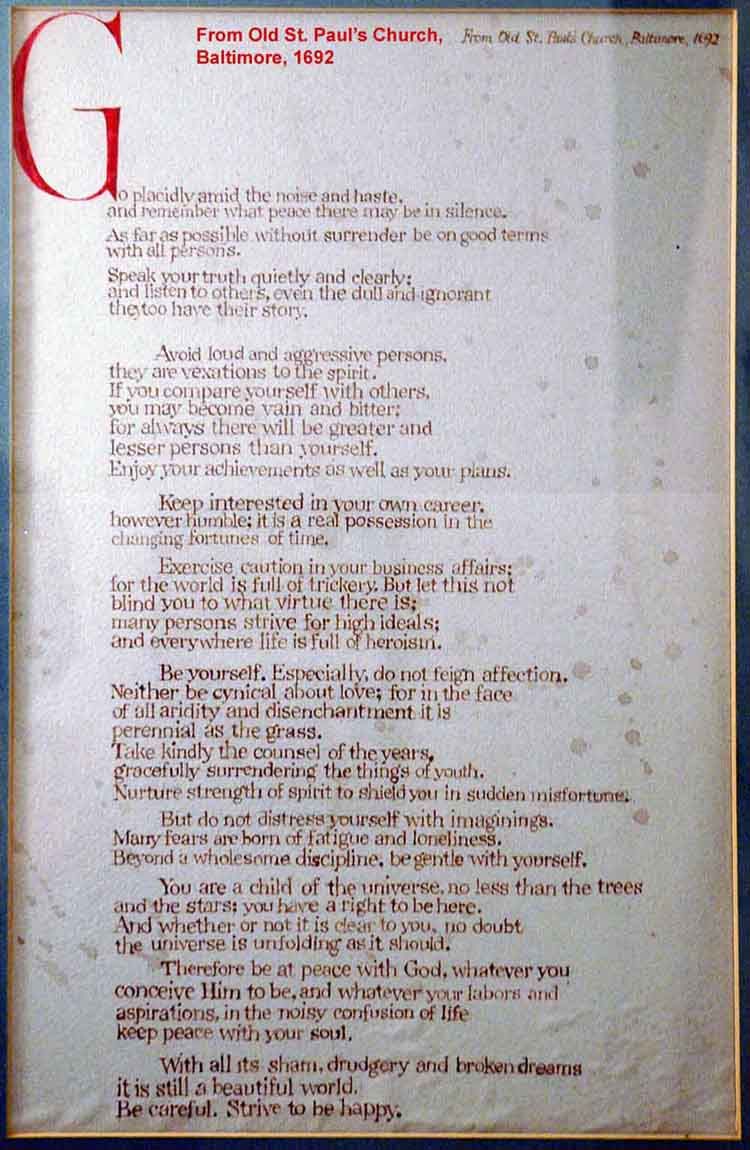 From Old St. Paul's Church,
Baltimore, 1692
From Old St. Paul's Church, Baltimore, 1692
Go placidly amid the noise and haste,
and remember what peace there may be in silence.
As far as possible without surrender be on good terms
with all persons.
Speak your truth quietly and clearly;
and listen to others, even the dull and ignorant
they too have their story.
Avoid loud and aggressive persons,
they are vexations to the spirit.
If you compare yourself with others,
you may become vain and bitter;
for always there will be greater and
lesser persons than yourself.
Enjoy your achievements as well as your plans.
Keep interested in your own career,
however humble; it is a real possession in the
changing fortunes of time.
Exercise caution in your business affairs;
for the world is full of trickery. But let this not
blind you to what virtue there is;
many persons strive for high ideals;
and everywhere life is full of heroism.
Be yourself. Especially, do not feign affection.
Neither be cynical about love; for in the face
of all aridity and disenchantment it is
perennial as the grass.
Take kindly the counsel of the years,
gracefully surrendering the things of youth.
Nurture strength of spirit to shield you in sudden misfortune.
But do not distress yourself with imaginings.
Many fears are born of fatigue and loneliness.
Beyond a wholesome discipline, be gentle with yourself.
You are a child of the universe, no less than the trees
and the stars; you have a right to be here.
And whether or not it is clear to you, no doubt
the universe is unfolding as it should.
Therefore be at peace with God, whatever you
conceive Him to be, and whatever your labors and
aspirations, in the noisy confusion of life
keep peace with your soul.
With all its sham, drudgery and broken dreams
it is still a beautiful world.
Be careful. Strive to be happy.